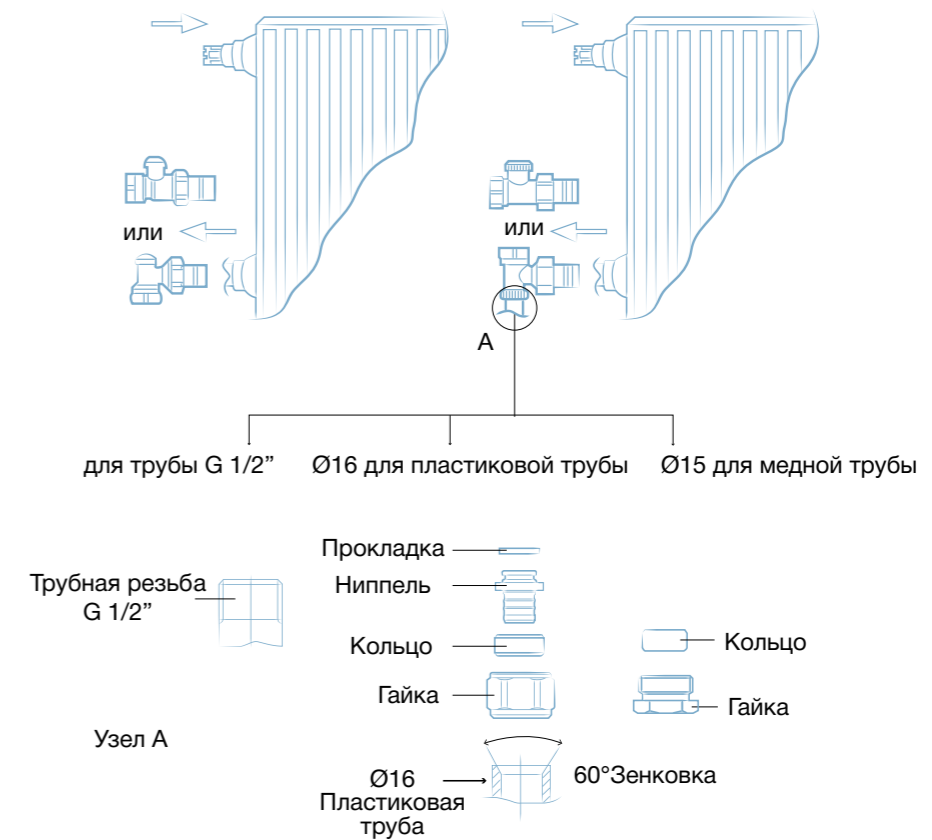 или
или
А
для трубы G 1/2”
Ø16 для пластиковой трубы
Ø15 для медной трубы
Прокладка
Трубная резьба
G 1/2”
Ниппель
Кольцо
Кольцо
Гайка
Гайка
Узел А
Ø16
Пластиковая
труба
60°Зенковка